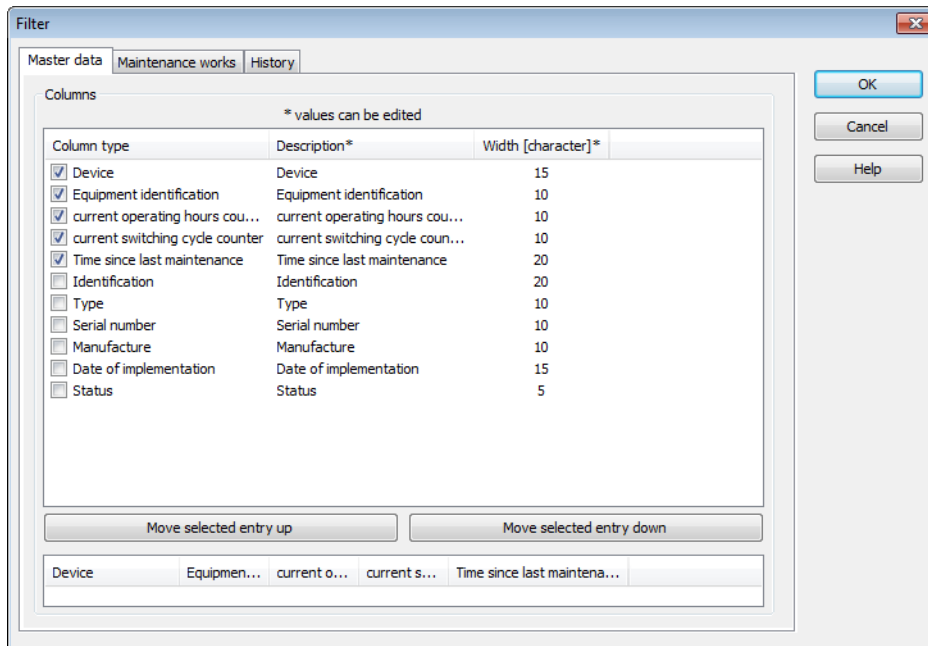 Filter
Master data Maintenance works History
OK
Columns
* values can be edited
Cancel
Column type Description* Width [character]*
Help
Device Device 15
Equipment identification Equipment identification 10
current operating hours cou... current operating hours cou... 10
current switching cycle counter current switching cycle coun... 10
Time since last maintenance Time since last maintenance 20
Identification Identification 20
Type Type 10
Serial number Serial number 10
Manufacture Manufacture 10
Date of implementation Date of implementation 15
Status Status 5
Move selected entry up Move selected entry down
Device Equipmen... current o... current s... Time since last maintena...